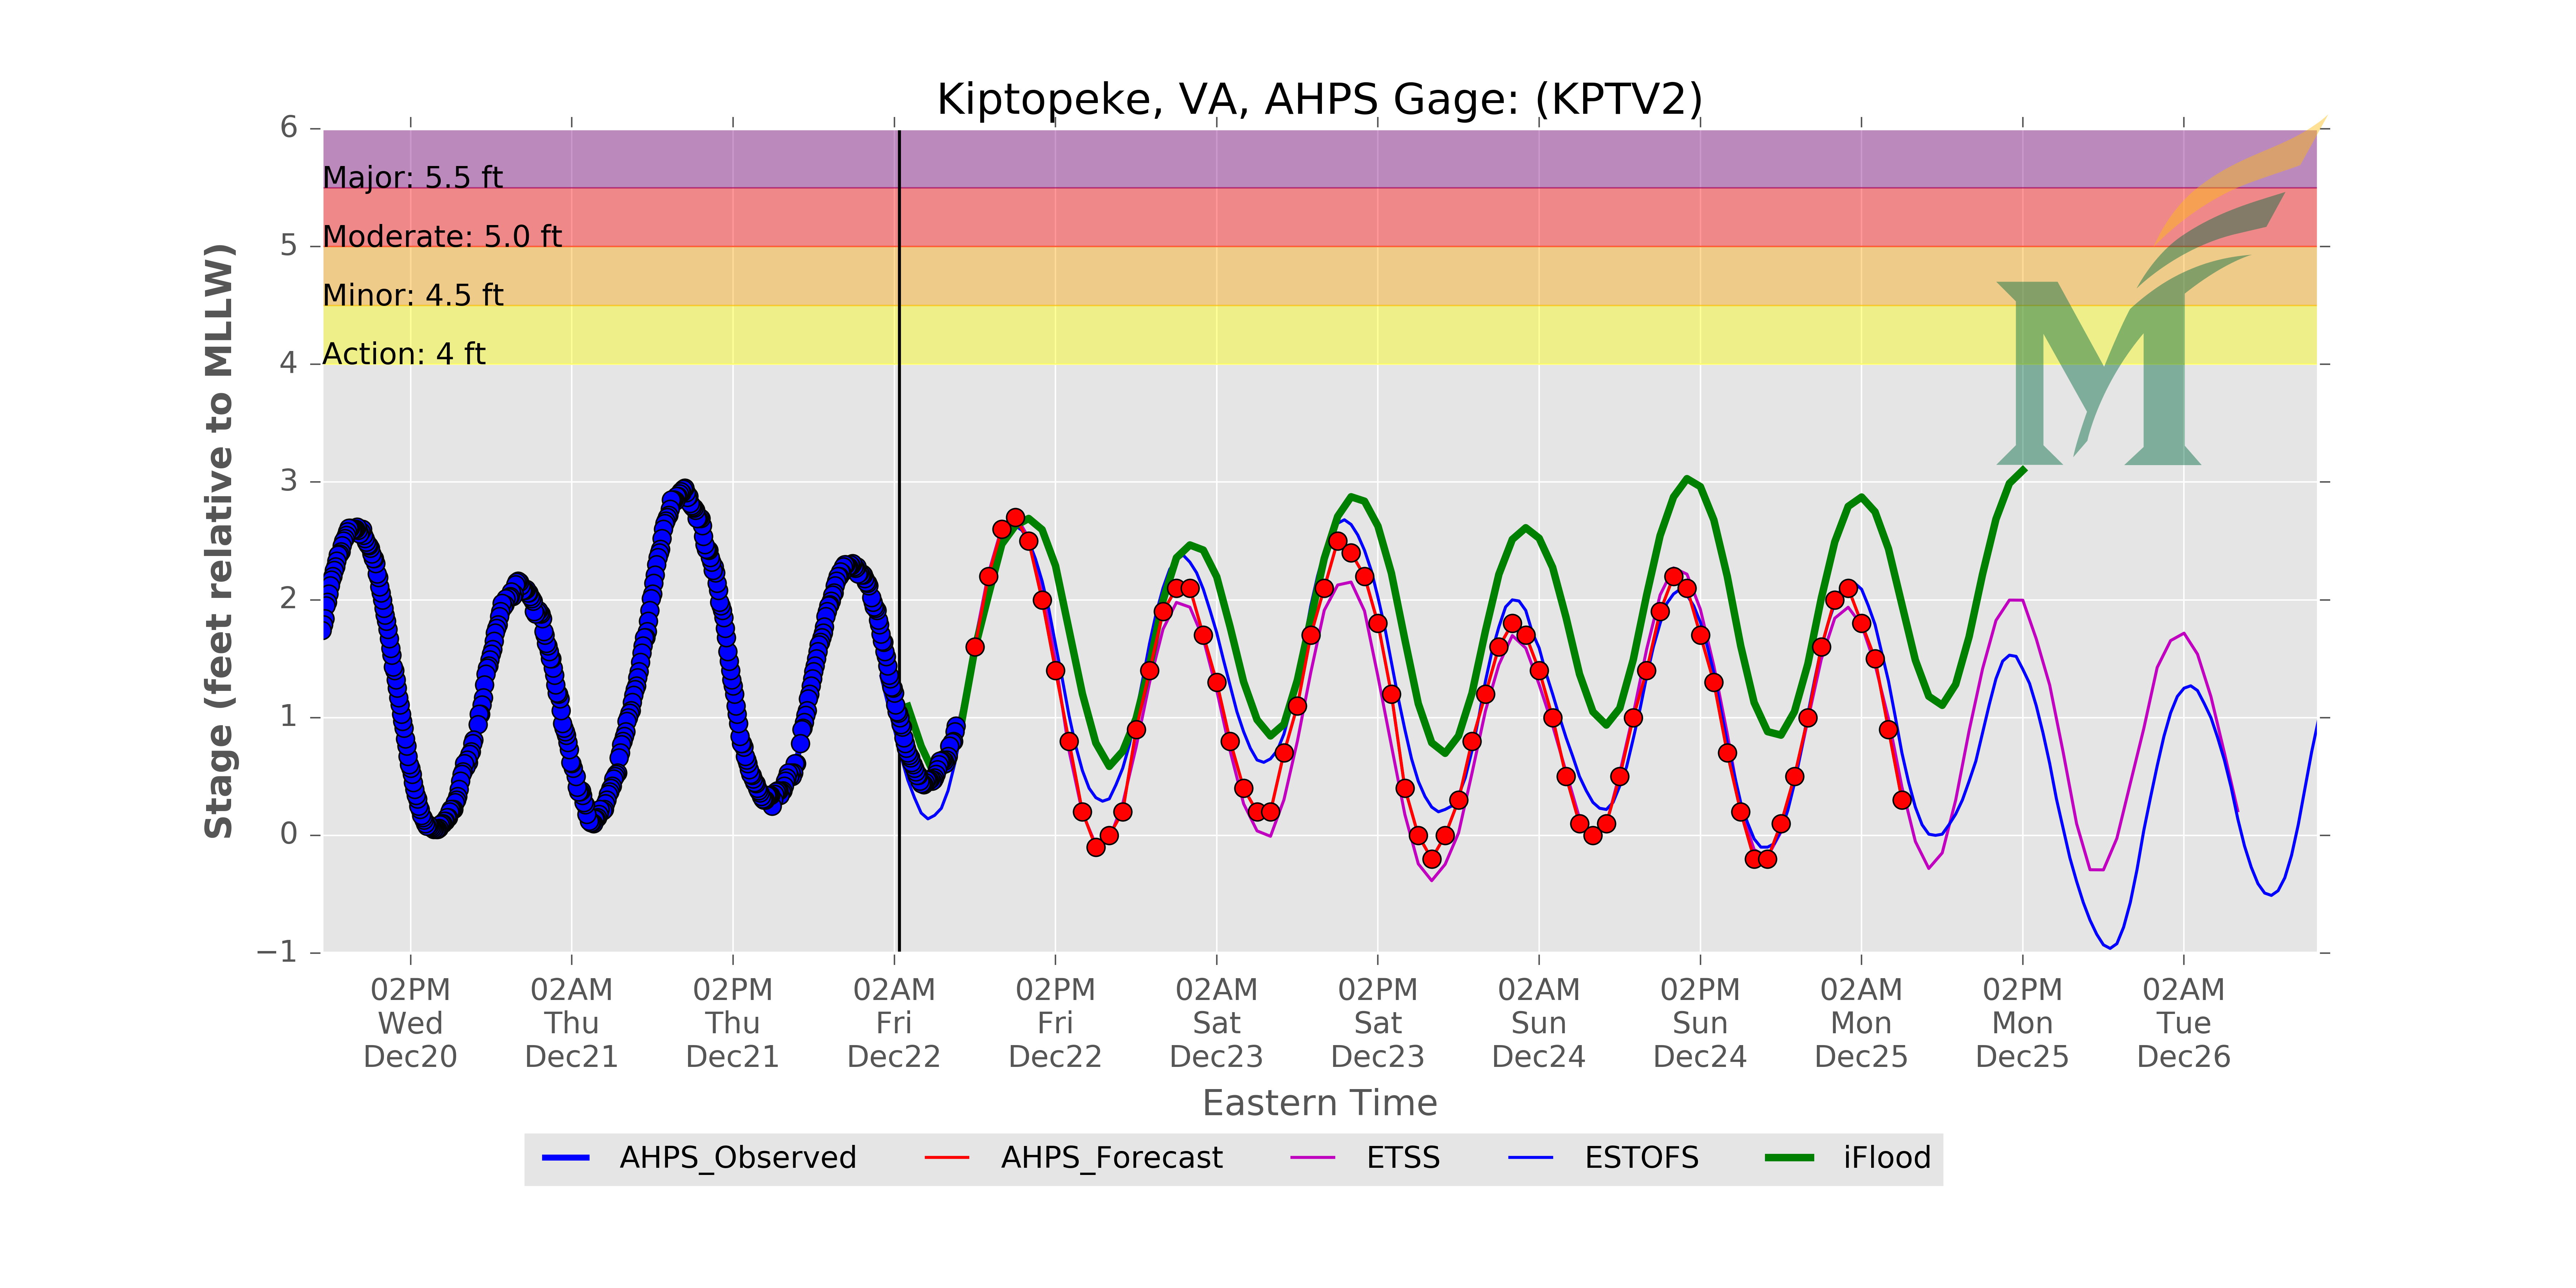 Kiptopeke, VA, AHPS Gage: (KPTV2)
Stage (feet relative to MLLW)
6
5
4
3
2
1
0
−1
Major: 5.5 ft
Moderate: 5.0 ft
Minor: 4.5 ft
Action: 4 ft
M
02PM 02AM 02PM 02AM 02PM 02AM 02PM 02AM 02PM 02AM 02PM 02AM
Wed Thu Thu Fri Fri Sat Sat Sun Sun Mon Mon Tue
Dec20 Dec21 Dec21 Dec22 Dec22 Dec23 Dec23 Dec24 Dec24 Dec25 Dec25 Dec26
Eastern Time
AHPS_Observed AHPS_Forecast ETSS ESTOFS iFlood